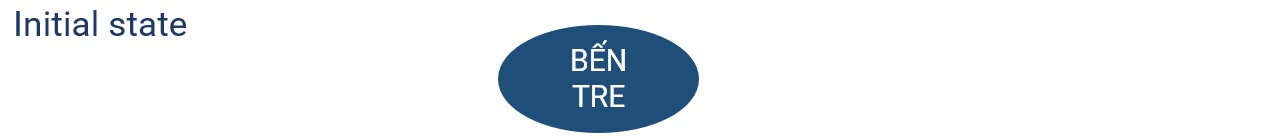 Initial state
BẾN
TRE